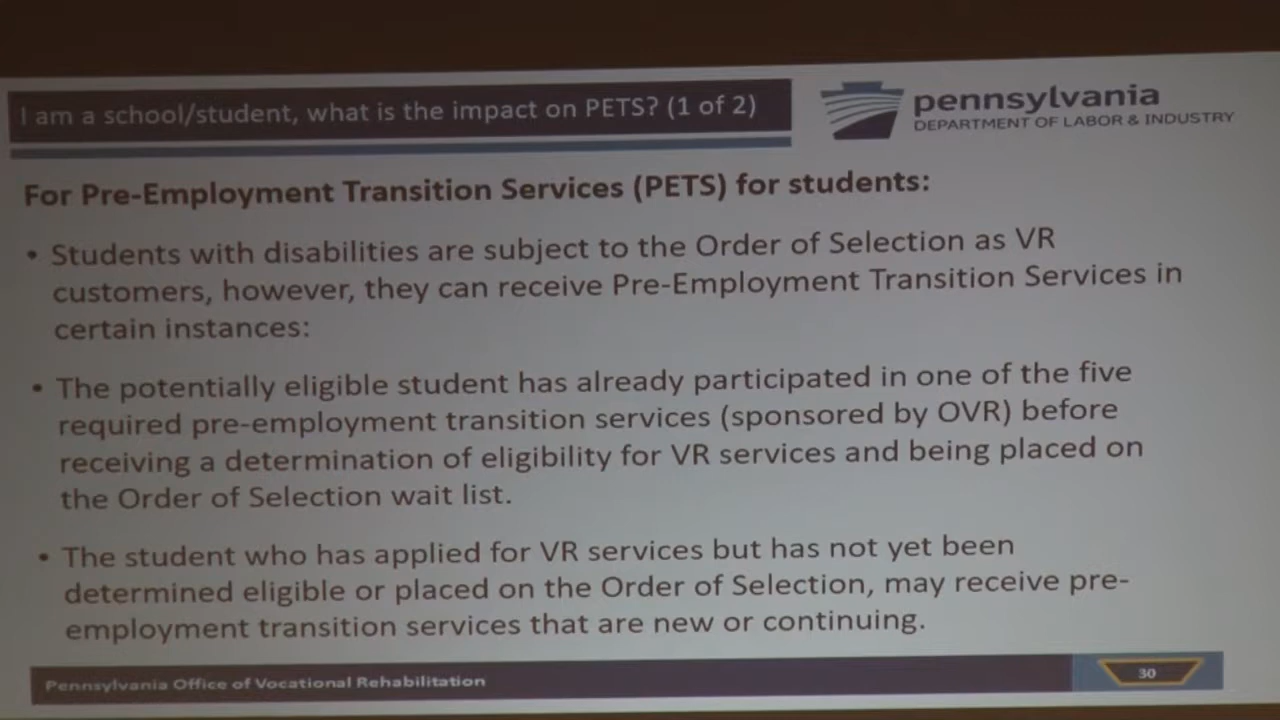 I am a school/student, what is the impact on PETS? (1 of 2)
pennsylvania
DEPARTMENT OF LABOR & INDUSTRY
For Pre-Employment Transition Services (PETS) for students:
• Students with disabilities are subject to the Order of Selection as VR
customers, however, they can receive Pre-Employment Transition Services in
certain instances:
• The potentially eligible student has already participated in one of the five
required pre-employment transition services (sponsored by OVR) before
receiving a determination of eligibility for VR services and being placed on
the Order of Selection wait list.
• The student who has applied for VR services but has not yet been
determined eligible or placed on the Order of Selection, may receive pre-
employment transition services that are new or continuing.
Pennsylvania Office of Vocational Rehabilitation
30